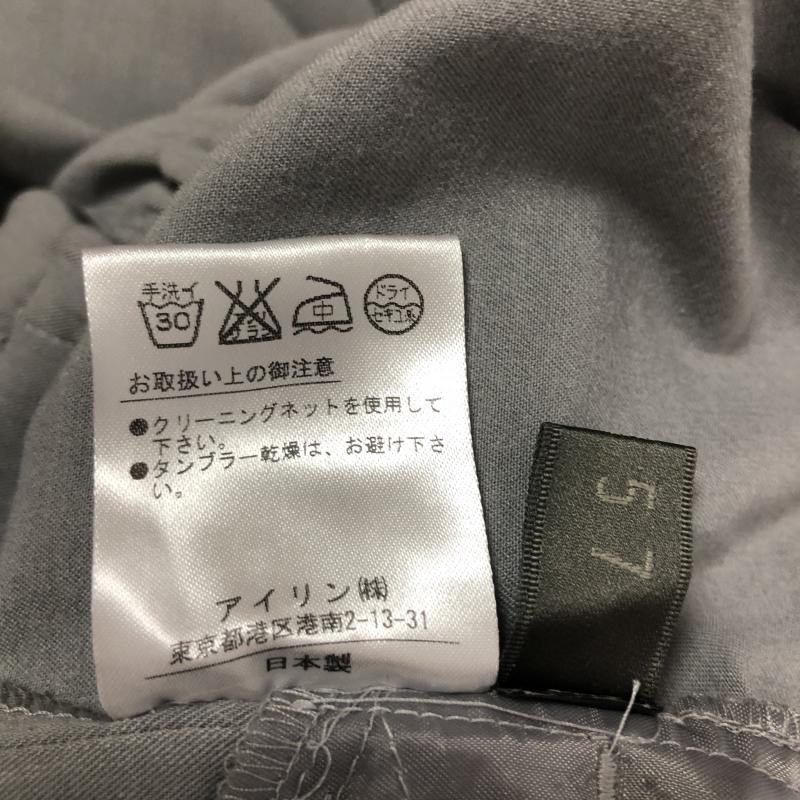 手洗イ
30
中
ドライ
セキユ系
お取扱い上の御注意
●クリーニングネットを使用して
下さい。
●タンブラー乾燥は、お避け下さ
い。
アイリン㈱
東京都港区港南2-13-31
日本製
57